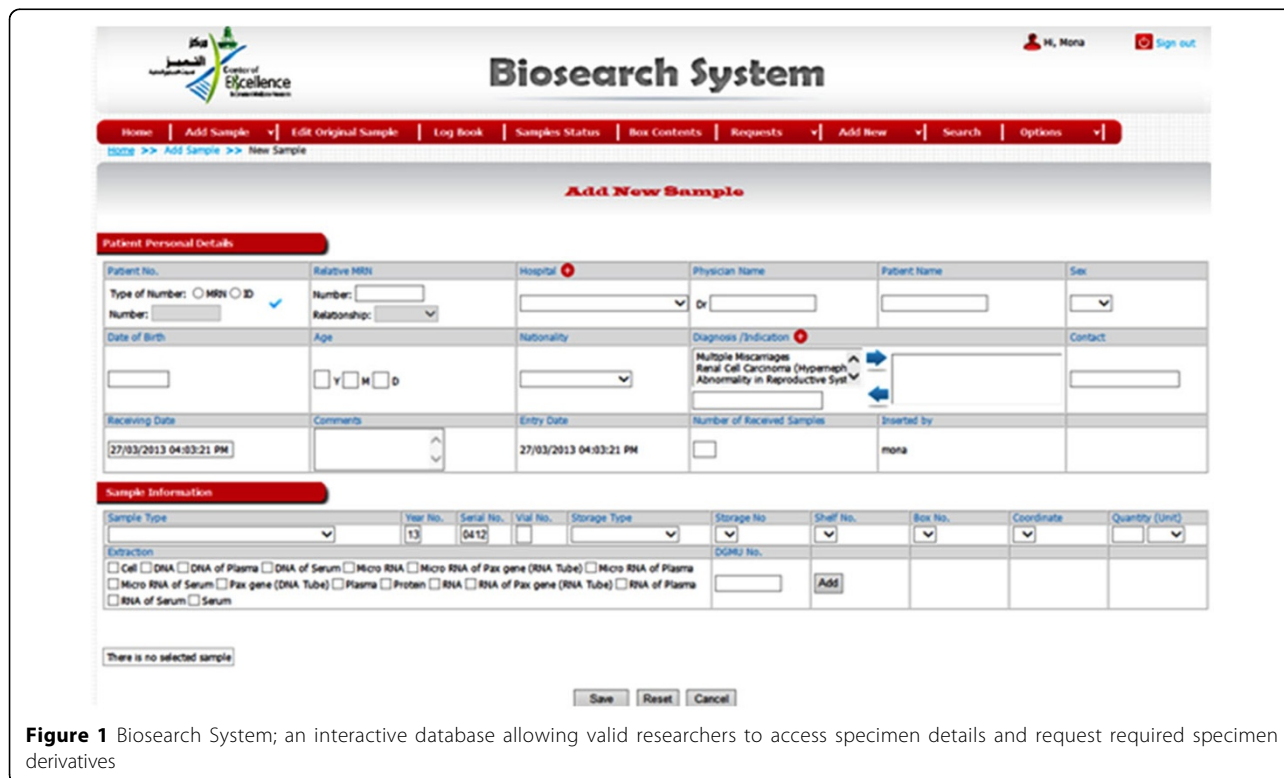 مركز
التميز
Center of
Excellence
Biosearch System
Hi, Mona
Sign out
Home Add Sample Edit Original Sample Log Book Samples Status Box Contents Requests Add New Search Options
Home >> Add Sample >> New Sample
Add New Sample
Patient Personal Details
Patient No. Relative MRN Hospital Physician Name Patient Name Sex
Type of Number: MRN ID Number: Dr
Number: Relationship:
Date of Birth Age Nationality Diagnosis /Indication Contact
Multiple Miscarriages
Renal Cell Carcinoma (Hyperneph
Abnormality in Reproductive Syst
Y M D
Receiving Date Comments Entry Date Number of Received Samples Inserted by
27/03/2013 04:03:21 PM 27/03/2013 04:03:21 PM mona
Sample Information
Sample Type Year No. Serial No. Vial No. Storage Type Storage No Shelf No. Box No. Coordinate Quantity (Unit)
13 0412
Extraction DGMU No.
Cell DNA DNA of Plasma DNA of Serum Micro RNA Micro RNA of Pax gene (RNA Tube) Micro RNA of Plasma
Micro RNA of Serum Pax gene (DNA Tube) Plasma Protein RNA RNA of Pax gene (RNA Tube) RNA of Plasma Add
RNA of Serum Serum
There is no selected sample
Save Reset Cancel
Figure 1 Biosearch System; an interactive database allowing valid researchers to access specimen details and request required specimen
derivatives